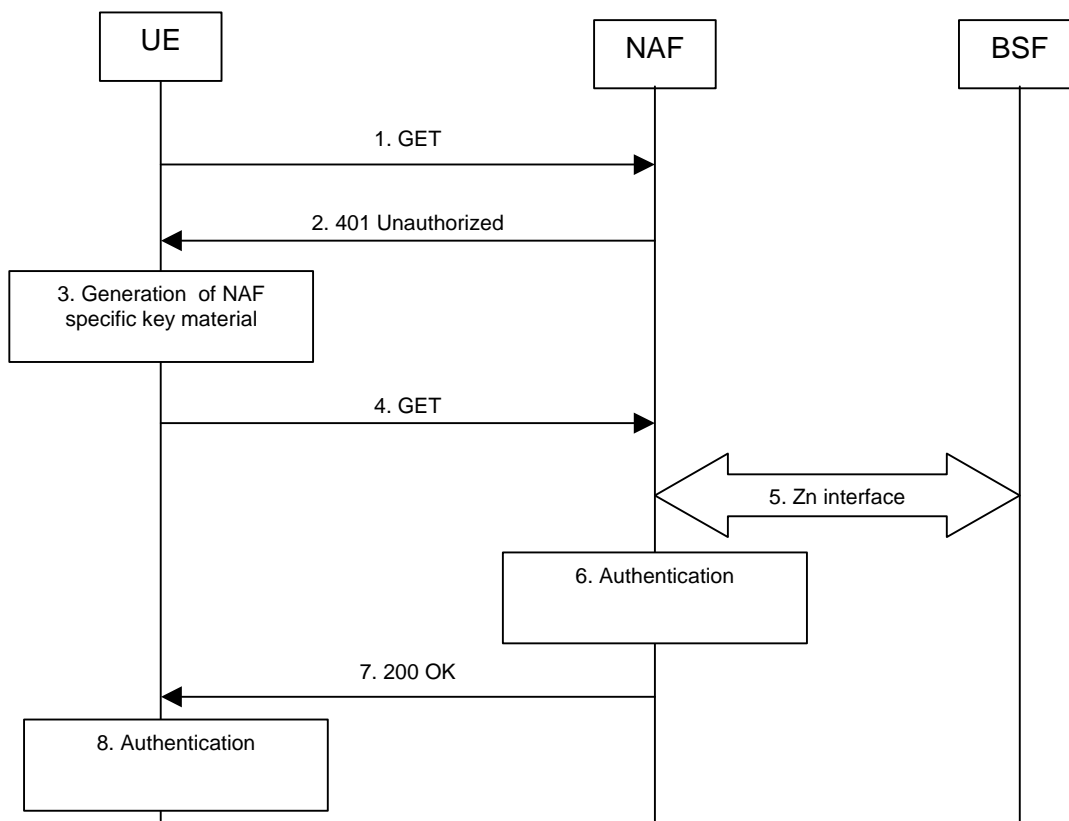 UE
NAF
BSF
1. GET
2. 401 Unauthorized
3. Generation of NAF
specific key material
4. GET
5. Zn interface
6. Authentication
7. 200 OK
8. Authentication